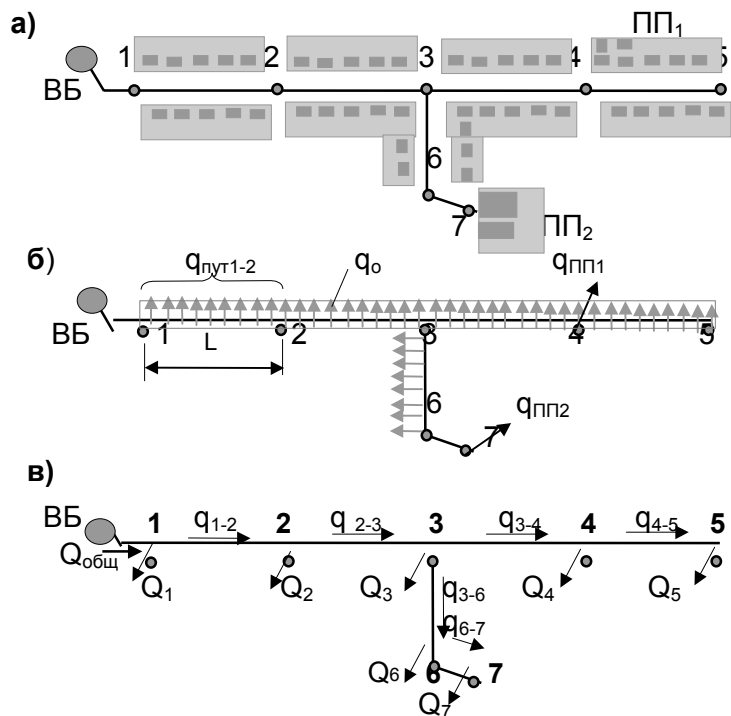 а)
ПП1
1 2 3 4 5
ВБ
6
7 ПП2
б)
qпут1-2 qо qПП1
ВБ 1 2 3 4 5
L
6 qПП2
7
в)
ВБ 1 q1-2 2 q 2-3 3 q3-4 4 q4-5 5
Qобщ
Q1 Q2 Q3 q3-6 Q4 Q5
q6-7
Q6 6 7
Q7